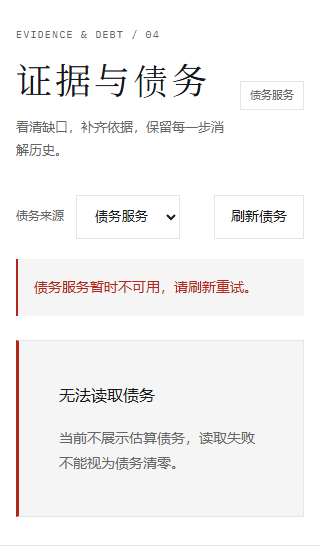 EVIDENCE & DEBT / 04
证据与债务
债务服务
看清缺口，补齐依据，保留每一步消
解历史。
债务来源
债务服务
刷新债务
债务服务暂时不可用，请刷新重试。
无法读取债务
当前不展示估算债务，读取失败
不能视为债务清零。